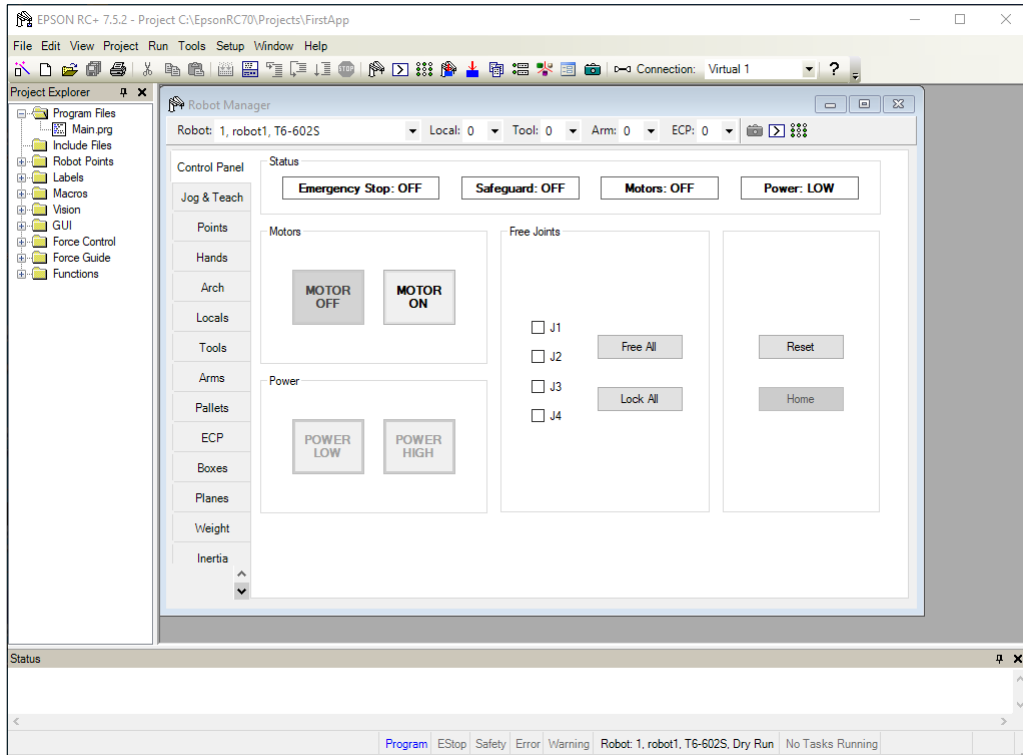 EPSON RC+ 7.5.2 - Project C:\EpsonRC70\Projects\FirstApp
File Edit View Project Run Tools Setup Window Help
STOP Connection: Virtual 1 ?
Project Explorer
Program Files
Main.prg
Include Files
Robot Points
Labels
Macros
Vision
GUI
Force Control
Force Guide
Functions
Robot Manager
Robot: 1, robot1, T6-602S Local: 0 Tool: 0 Arm: 0 ECP: 0
Control Panel
Jog & Teach
Points
Hands
Arch
Locals
Tools
Arms
Pallets
ECP
Boxes
Planes
Weight
Inertia
Status
Emergency Stop: OFF Safeguard: OFF Motors: OFF Power: LOW
Motors
MOTOR OFF
MOTOR ON
Power
POWER LOW
POWER HIGH
Free Joints
J1
J2
J3
J4
Free All
Lock All
Reset
Home
Status
Program EStop Safety Error Warning Robot: 1, robot1, T6-602S, Dry Run No Tasks Running